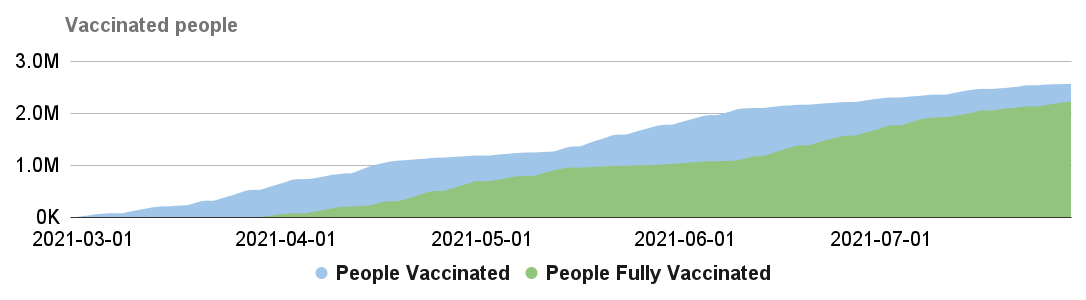 Vaccinated people
3.0M
2.0M
1.0M
0K
2021-03-01 2021-04-01 2021-05-01 2021-06-01 2021-07-01
People Vaccinated People Fully Vaccinated